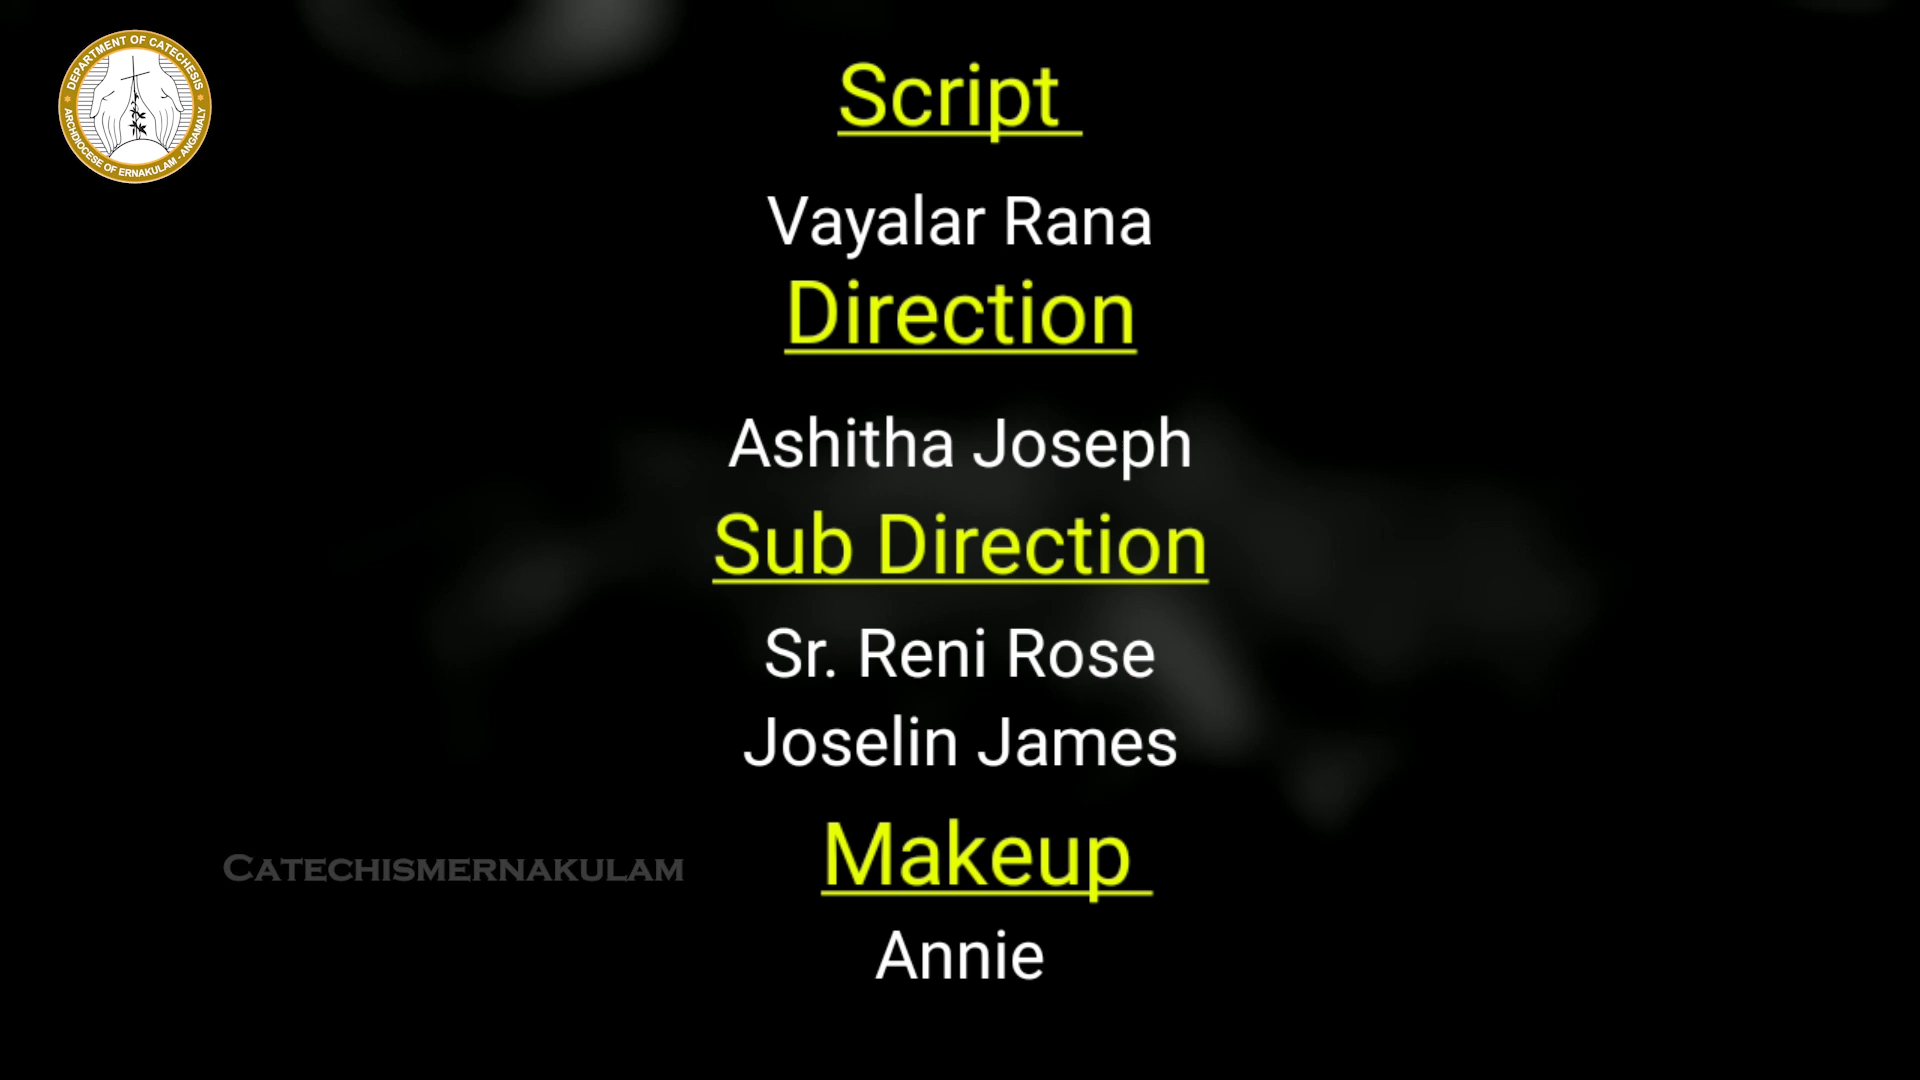 DEPARTMENT OF CATECHESIS
ARCHDIOCESE OF ERNAKULAM - ANGAMALY
Script
Vayalar Rana
Direction
Ashitha Joseph
Sub Direction
Sr. Reni Rose
Joselin James
Makeup
CATECHISMERNAKULAM
Annie